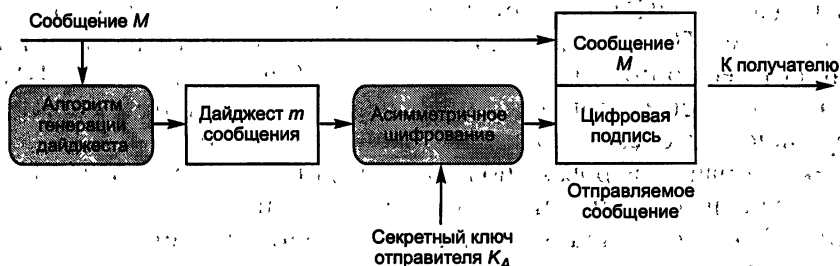 Сообщение M
Алгоритм
генерации
дайджеста
Дайджест m
сообщения
Асимметричное
шифрование
Сообщение
M
Цифровая
подпись
К получателю
Отправляемое
сообщение
Секретный ключ
отправителя K_A